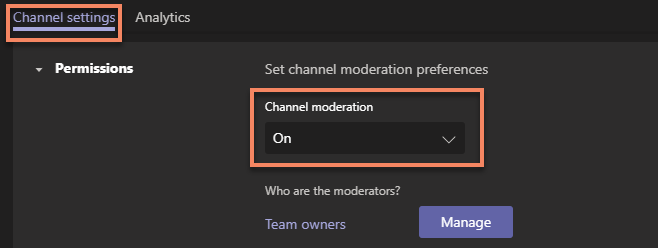 Channel settings Analytics
Permissions Set channel moderation preferences
Channel moderation
On
Who are the moderators?
Team owners Manage